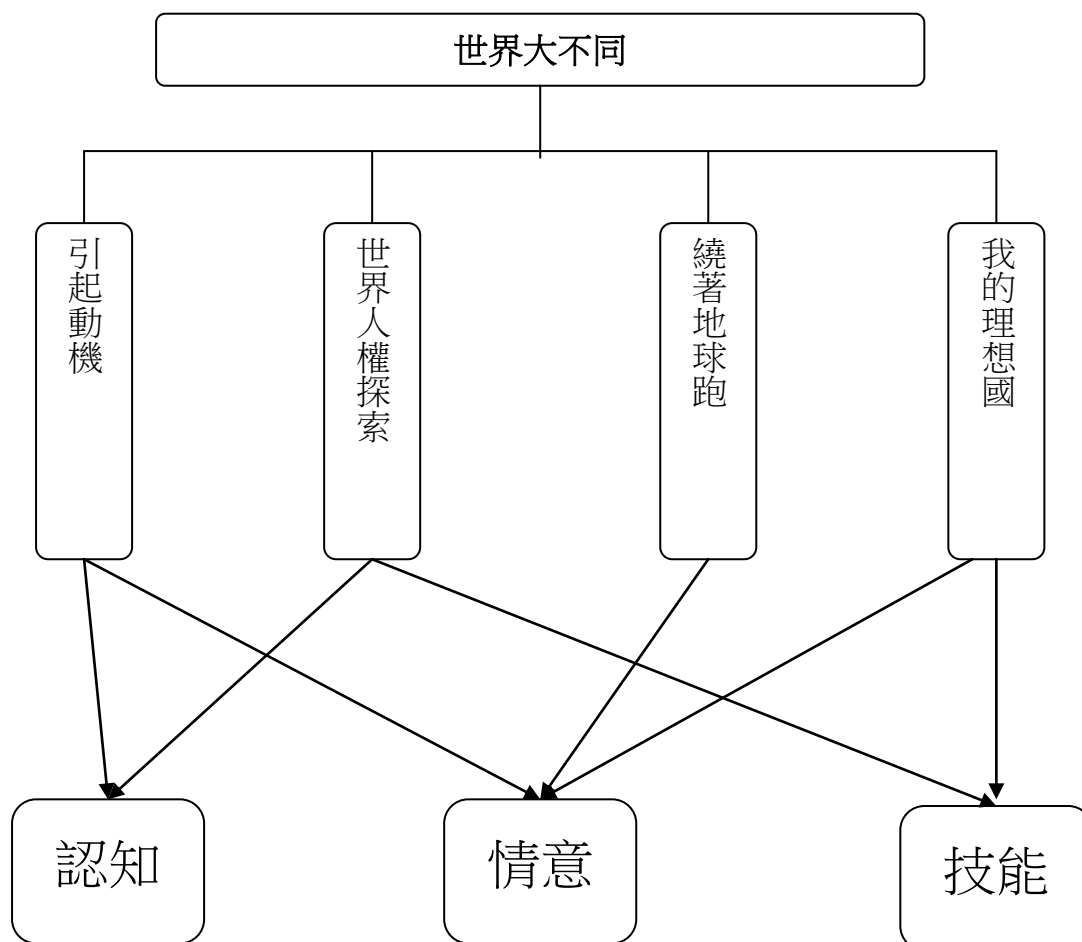 世界大不同
引起動機
世界人權探索
繞著地球跑
我的理想國
認知
情意
技能